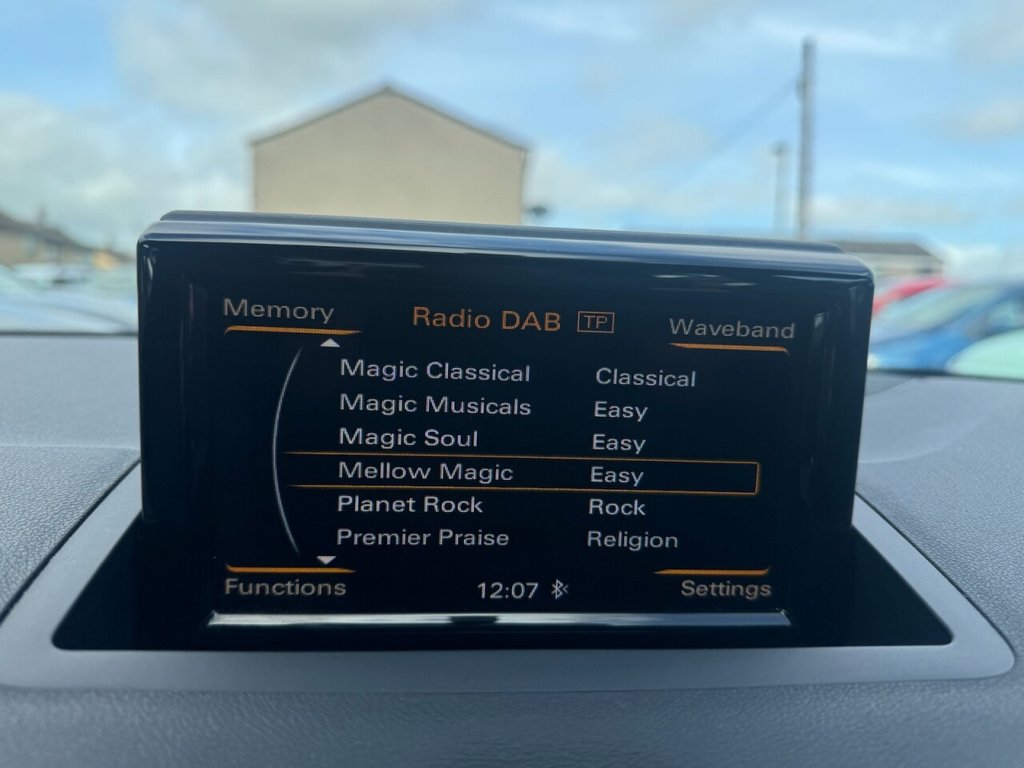 Memory Radio DAB TP Waveband
Magic Classical Classical
Magic Musicals Easy
Magic Soul Easy
Mellow Magic Easy
Planet Rock Rock
Premier Praise Religion
Functions 12:07 Settings